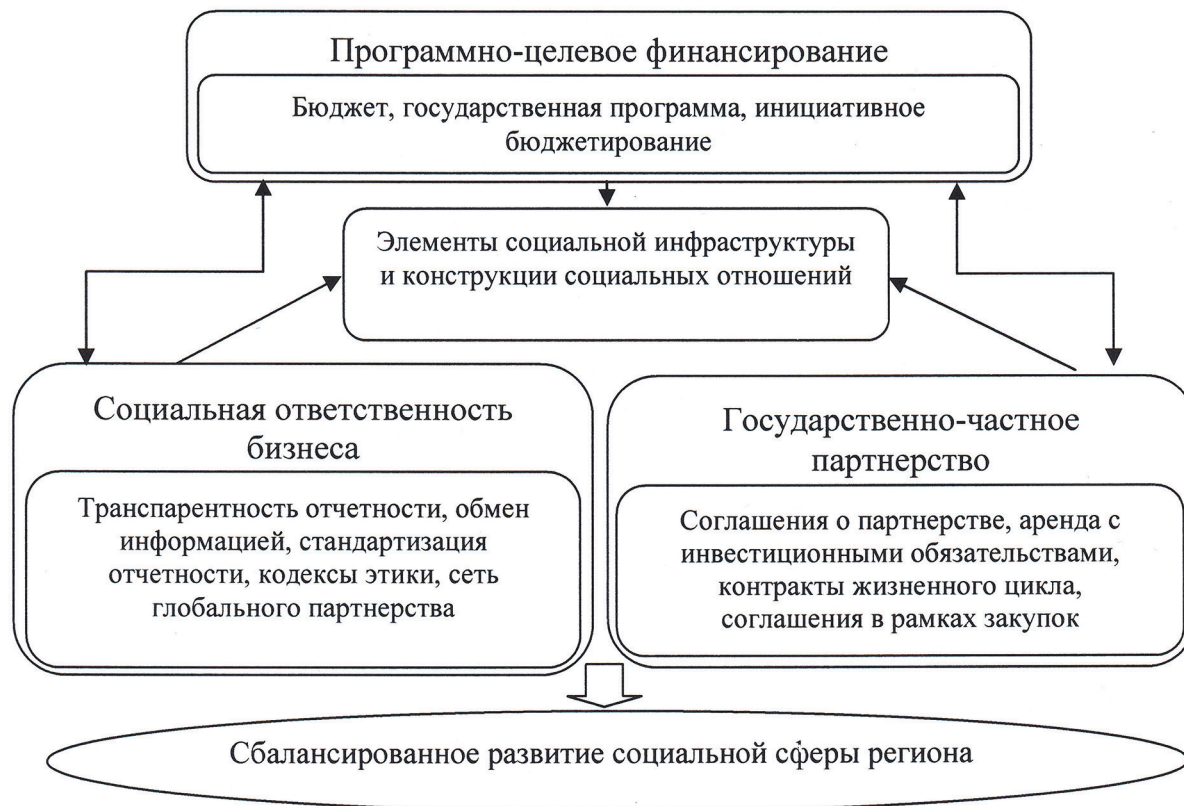 Программно-целевое финансирование
Бюджет, государственная программа, инициативное
бюджетирование
Элементы социальной инфраструктуры
и конструкции социальных отношений
Социальная ответственность
бизнеса
Транспарентность отчетности, обмен
информацией, стандартизация
отчетности, кодексы этики, сеть
глобального партнерства
Государственно-частное
партнерство
Соглашения о партнерстве, аренда с
инвестиционными обязательствами,
контракты жизненного цикла,
соглашения в рамках закупок
Сбалансированное развитие социальной сферы региона